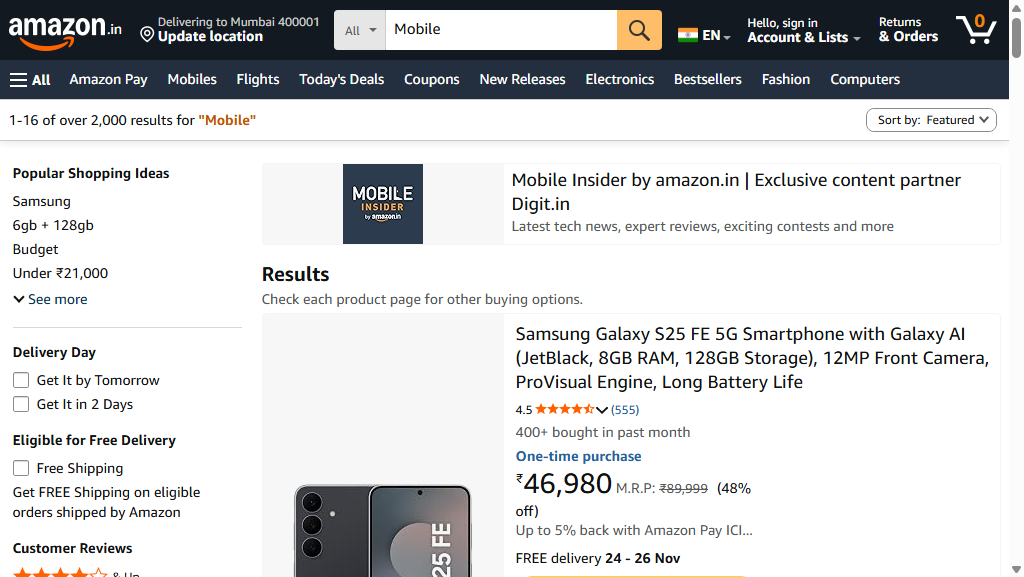 amazon.in
Delivering to Mumbai 400001
Update location
All
Mobile
EN
Hello, sign in
Account & Lists
Returns
& Orders
0
All
Amazon Pay
Mobiles
Flights
Today's Deals
Coupons
New Releases
Electronics
Bestsellers
Fashion
Computers
1-16 of over 2,000 results for "Mobile"
Sort by: Featured
Popular Shopping Ideas
Samsung
6gb + 128gb
Budget
Under ₹21,000
See more
Delivery Day
Get It by Tomorrow
Get It in 2 Days
Eligible for Free Delivery
Free Shipping
Get FREE Shipping on eligible
orders shipped by Amazon
Customer Reviews
& Up
MOBILE
INSIDER
by amazon.in
Mobile Insider by amazon.in | Exclusive content partner
Digit.in
Latest tech news, expert reviews, exciting contests and more
Results
Check each product page for other buying options.
25 FE
Samsung Galaxy S25 FE 5G Smartphone with Galaxy AI
(JetBlack, 8GB RAM, 128GB Storage), 12MP Front Camera,
ProVisual Engine, Long Battery Life
4.5 (555)
400+ bought in past month
One-time purchase
₹46,980 M.R.P: ₹89,999 (48%
off)
Up to 5% back with Amazon Pay ICI...
FREE delivery 24 - 26 Nov